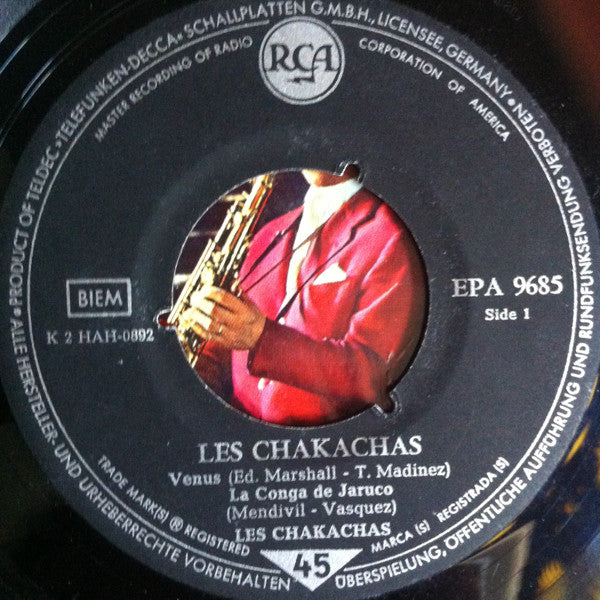 PRODUCT OF TELDEC • »TELEFUNKEN-DECCA« SCHALLPLATTEN G.M.B.H., LICENSEE, GERMANY •
MASTER RECORDING OF RADIO CORPORATION OF AMERICA
RCA
BIEM
K 2 HAH-0892
EPA 9685
Side 1
LES CHAKACHAS
Venus (Ed. Marshall - T. Madinez)
La Conga de Jaruco
(Mendivil - Vasquez)
LES CHAKACHAS
TRADE MARK(S) ® REGISTERED
MARCA (S) REGISTRADA (S)
45
ALLE HERSTELLER- UND URHEBERRECHTE VORBEHALTEN
ÜBERSPIELUNG, ÖFFENTLICHE AUFFÜHRUNG UND RUNDFUNKSENDUNG VERBOTEN